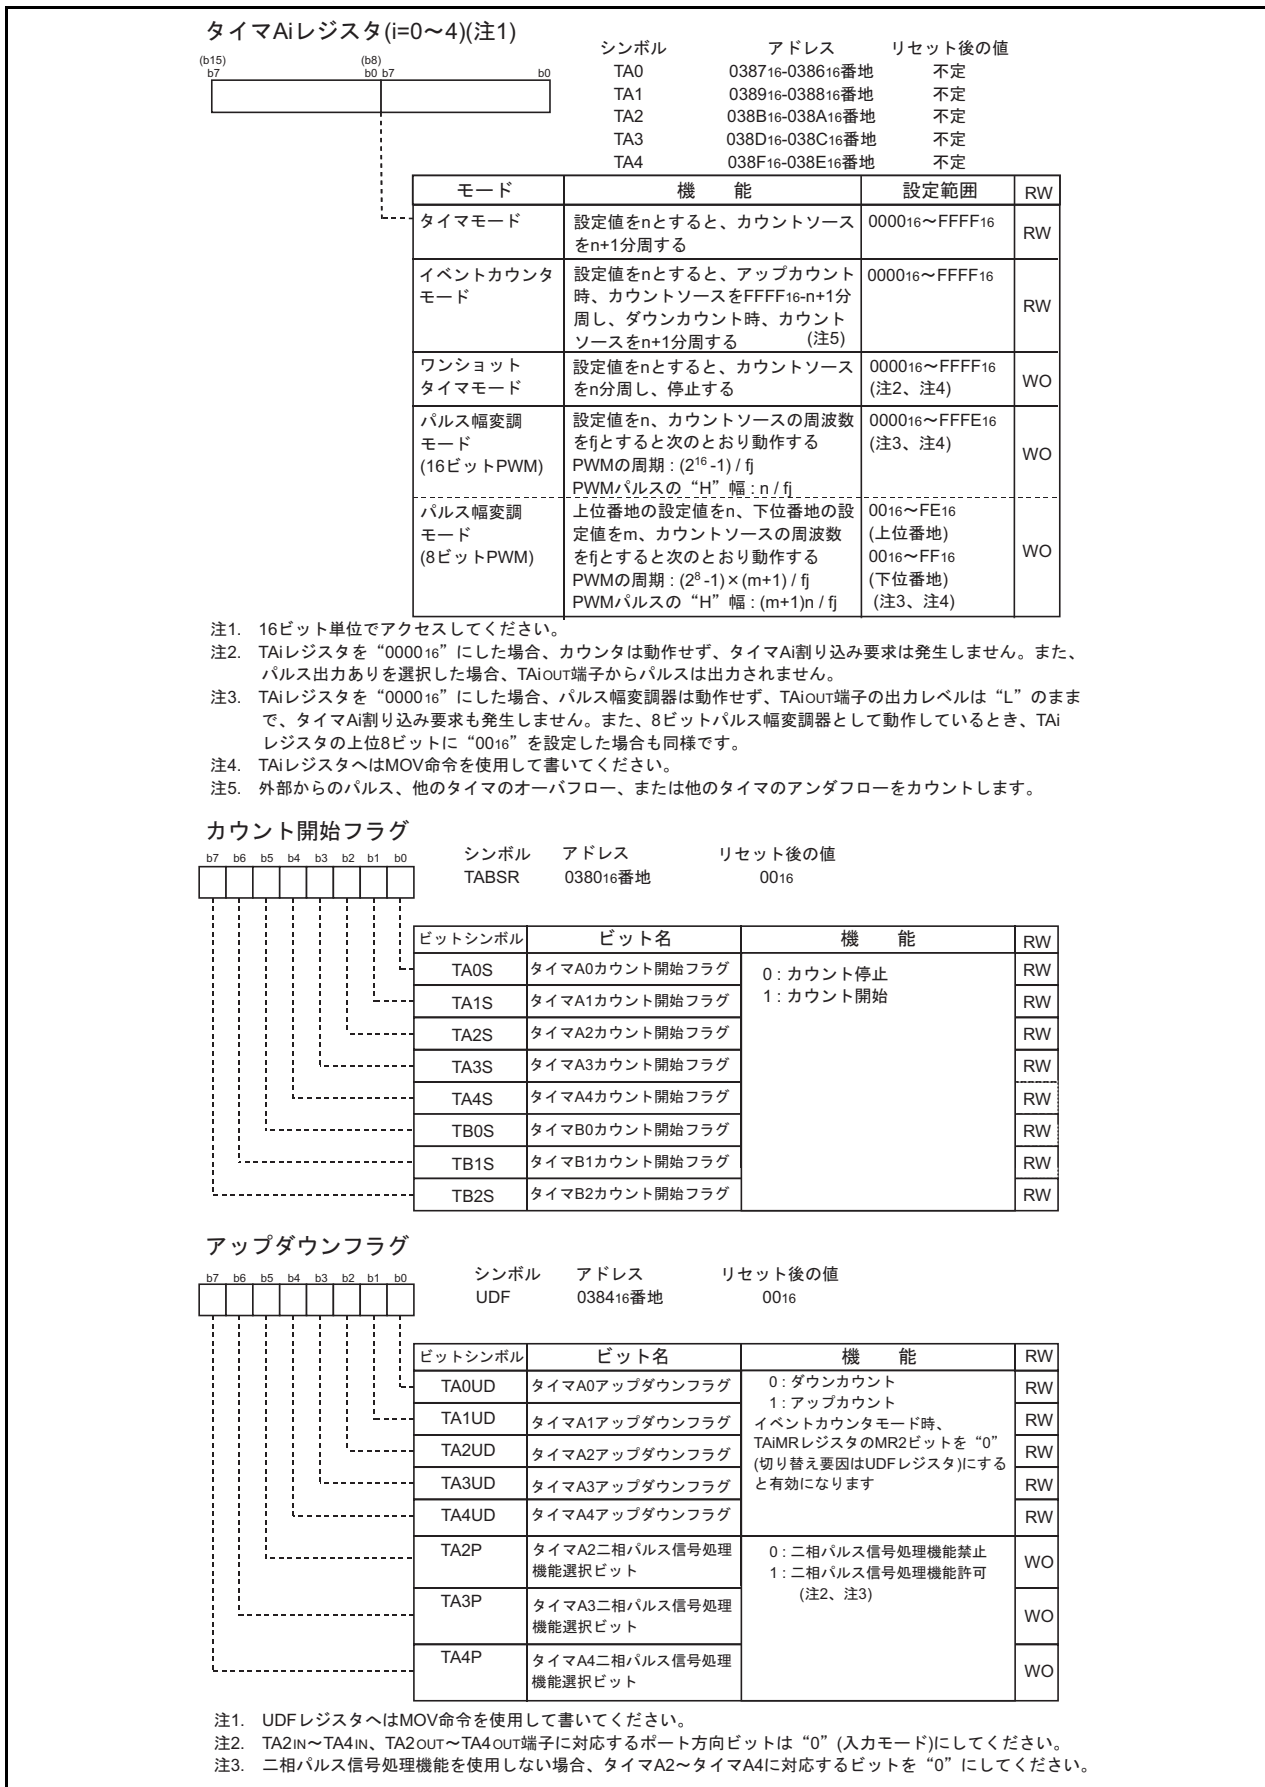 タイマAiレジスタ(i=0～4)(注1)
シンボル アドレス リセット後の値
(b15) (b8)
b7 b0 b7 b0
TA0 038716-038616番地 不定
TA1 038916-038816番地 不定
TA2 038B16-038A16番地 不定
TA3 038D16-038C16番地 不定
TA4 038F16-038E16番地 不定
モード 機 能 設定範囲 RW
タイマモード 設定値をnとすると、カウントソース 000016～FFFF16 RW
をn+1分周する
イベントカウンタ 設定値をnとすると、アップカウント 000016～FFFF16
モード 時、カウントソースをFFFF16-n+1分 RW
周し、ダウンカウント時、カウント
ソースをn+1分周する (注5)
ワンショット 設定値をnとすると、カウントソース 000016～FFFF16 WO
タイマモード をn分周し、停止する (注2、注4)
パルス幅変調 設定値をn、カウントソースの周波数 000016～FFFE16
モード をfjとすると次のとおり動作する (注3、注4) WO
(16ビットPWM) PWMの周期 : (2^16 -1) / fj
PWMパルスの“H”幅 : n / fj
パルス幅変調 上位番地の設定値をn、下位番地の設 0016～FE16
モード 定値をm、カウントソースの周波数 (上位番地)
(8ビットPWM) をfjとすると次のとおり動作する 0016～FF16 WO
PWMの周期 : (2^8 -1)×(m+1) / fj (下位番地)
PWMパルスの“H”幅 : (m+1)n / fj (注3、注4)
注1. 16ビット単位でアクセスしてください。
注2. TAiレジスタを“000016”にした場合、カウンタは動作せず、タイマAi割り込み要求は発生しません。また、
パルス出力ありを選択した場合、TAiOUT端子からパルスは出力されません。
注3. TAiレジスタを“000016”にした場合、パルス幅変調器は動作せず、TAiOUT端子の出力レベルは“L”のまま
で、タイマAi割り込み要求も発生しません。また、8ビットパルス幅変調器として動作しているとき、TAi
レジスタの上位8ビットに“0016”を設定した場合も同様です。
注4. TAiレジスタへはMOV命令を使用して書いてください。
注5. 外部からのパルス、他のタイマのオーバフロー、または他のタイマのアンダフローをカウントします。
カウント開始フラグ
b7 b6 b5 b4 b3 b2 b1 b0
シンボル アドレス リセット後の値
TABSR 038016番地 0016
ビットシンボル ビット名 機 能 RW
TA0S タイマA0カウント開始フラグ 0 : カウント停止 RW
TA1S タイマA1カウント開始フラグ 1 : カウント開始 RW
TA2S タイマA2カウント開始フラグ RW
TA3S タイマA3カウント開始フラグ RW
TA4S タイマA4カウント開始フラグ RW
TB0S タイマB0カウント開始フラグ RW
TB1S タイマB1カウント開始フラグ RW
TB2S タイマB2カウント開始フラグ RW
アップダウンフラグ
b7 b6 b5 b4 b3 b2 b1 b0
シンボル アドレス リセット後の値
UDF 038416番地 0016
ビットシンボル ビット名 機 能 RW
TA0UD タイマA0アップダウンフラグ 0 : ダウンカウント RW
1 : アップカウント
TA1UD タイマA1アップダウンフラグ イベントカウンタモード時、 RW
TAiMRレジスタのMR2ビットを“0”
TA2UD タイマA2アップダウンフラグ (切り替え要因はUDFレジスタ)にする RW
TA3UD タイマA3アップダウンフラグ と有効になります RW
TA4UD タイマA4アップダウンフラグ RW
TA2P タイマA2二相パルス信号処理 0 : 二相パルス信号処理機能禁止 WO
機能選択ビット 1 : 二相パルス信号処理機能許可
(注2、注3)
TA3P タイマA3二相パルス信号処理 WO
機能選択ビット
TA4P タイマA4二相パルス信号処理 WO
機能選択ビット
注1. UDFレジスタへはMOV命令を使用して書いてください。
注2. TA2IN～TA4IN、TA2OUT～TA4OUT端子に対応するポート方向ビットは“0”(入力モード)にしてください。
注3. 二相パルス信号処理機能を使用しない場合、タイマA2～タイマA4に対応するビットを“0”にしてください。